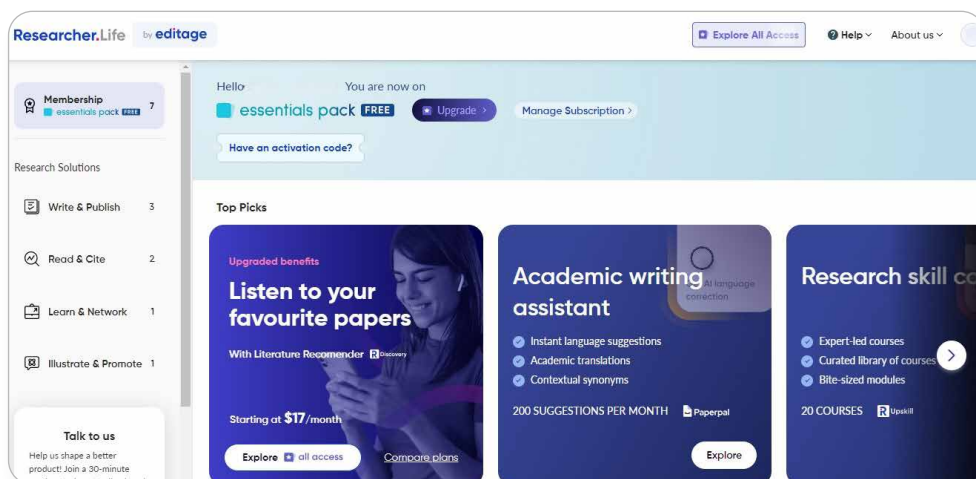 Researcher.Life by editage
Explore All Access
Help
About us
Membership
essentials pack FREE
7
Research Solutions
Write & Publish 3
Read & Cite 2
Learn & Network 1
Illustrate & Promote 1
Talk to us
Help us shape a better
product! Join a 30-minute
Hello You are now on
essentials pack FREE
Upgrade
Manage Subscription
Have an activation code?
Top Picks
Upgraded benefits
Listen to your
favourite papers
With Literature Recomender R Discovery
Starting at $17/month
Explore all access
Compare plans
Academic writing
assistant
AI language
correction
Instant language suggestions
Academic translations
Contextual synonyms
200 SUGGESTIONS PER MONTH Paperpal
Explore
Research skill co
Expert-led courses
Curated library of courses
Bite-sized modules
20 COURSES R Upskill